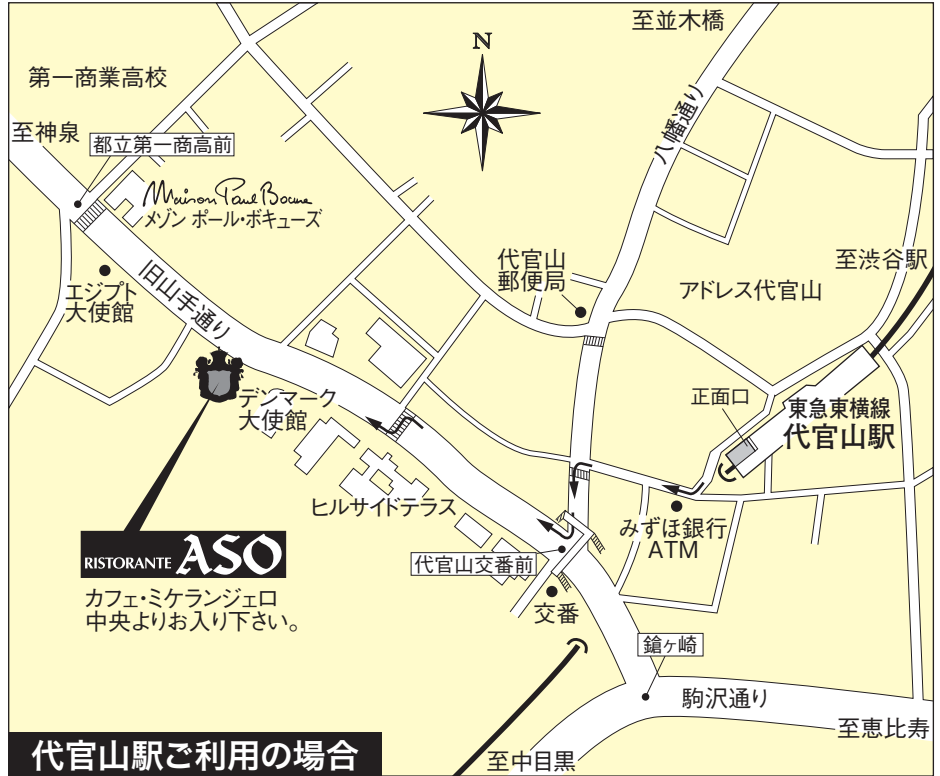 至並木橋
N
第一商業高校
至神泉
都立第一商高前
八幡通り
Maison Paul Bocuse
メゾン ポール・ボキューズ
代官山
郵便局
至渋谷駅
エジプト
大使館
旧山手通り
アドレス代官山
デンマーク
大使館
正面口
東急東横線
代官山駅
ヒルサイドテラス
みずほ銀行
ATM
RISTORANTE ASO
代官山交番前
カフェ・ミケランジェロ
中央よりお入り下さい。
交番
鎗ヶ崎
駒沢通り
至恵比寿
代官山駅ご利用の場合
至中目黒